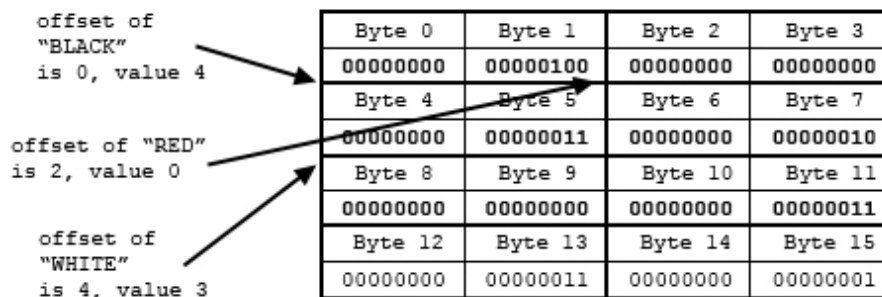 offset of
"BLACK"
is 0, value 4
offset of "RED"
is 2, value 0
offset of
"WHITE"
is 4, value 3
Byte 0 Byte 1 Byte 2 Byte 3
00000000 00000100 00000000 00000000
Byte 4 Byte 5 Byte 6 Byte 7
00000000 00000011 00000000 00000010
Byte 8 Byte 9 Byte 10 Byte 11
00000000 00000000 00000000 00000011
Byte 12 Byte 13 Byte 14 Byte 15
00000000 00000011 00000000 00000001